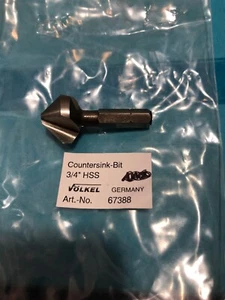 Countersink-Bit
3/4" HSS
VÖLKEL GERMANY
Art.-No. 67388